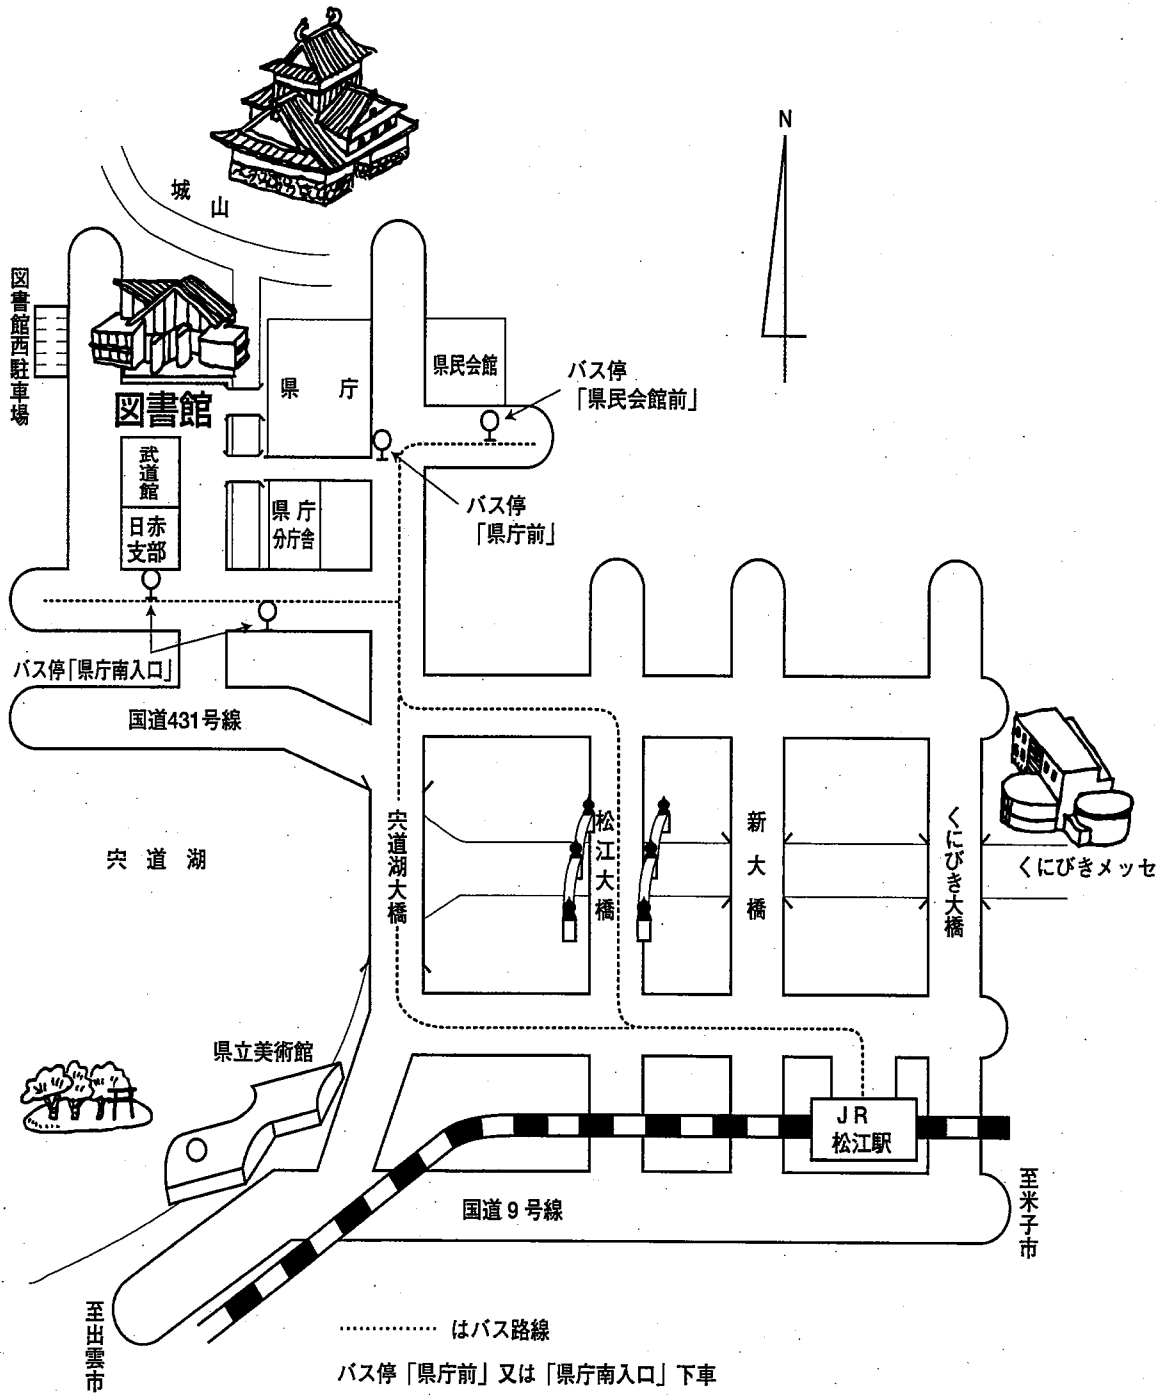 N
城山
図書館西駐車場
図書館
県庁
県民会館
バス停
「県民会館前」
武道館
日赤
支部
県庁
分庁舎
バス停
「県庁前」
バス停「県庁南入口」
国道431号線
宍道湖
宍道湖大橋
松江大橋
新大橋
くにびき大橋
くにびきメッセ
県立美術館
JR
松江駅
国道9号線
至米子市
至出雲市
はバス路線
バス停「県庁前」又は「県庁南入口」下車